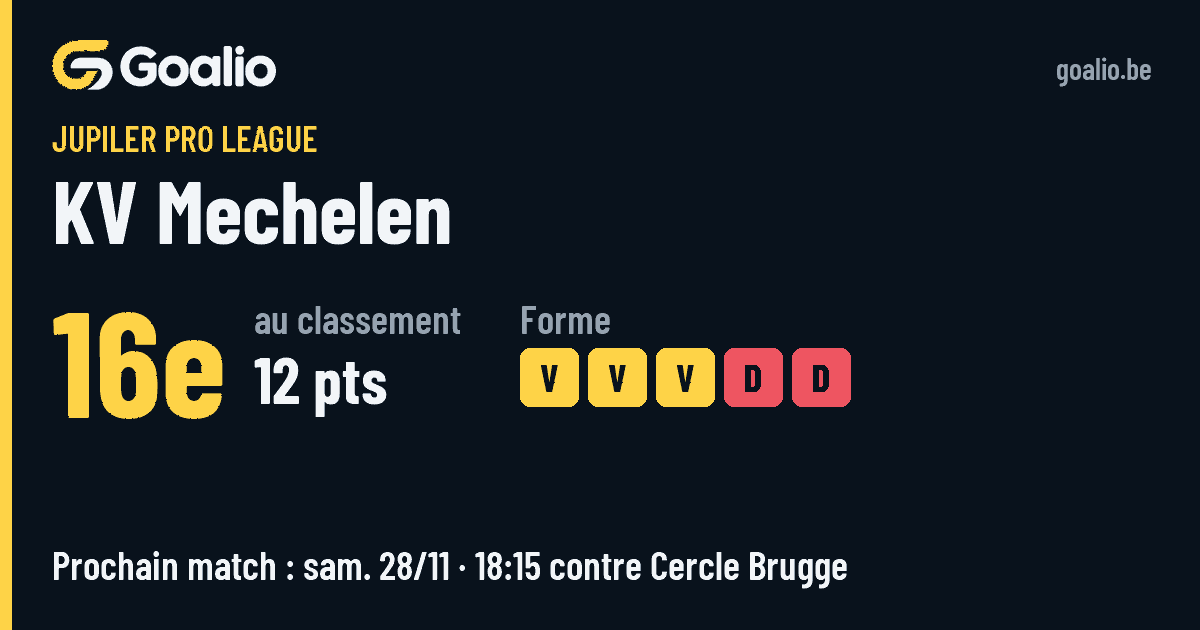 Goalio
goalio.be
JUPILER PRO LEAGUE
KV Mechelen
16e
au classement
12 pts
Forme
V V V D D
Prochain match : sam. 28/11 · 18:15 contre Cercle Brugge